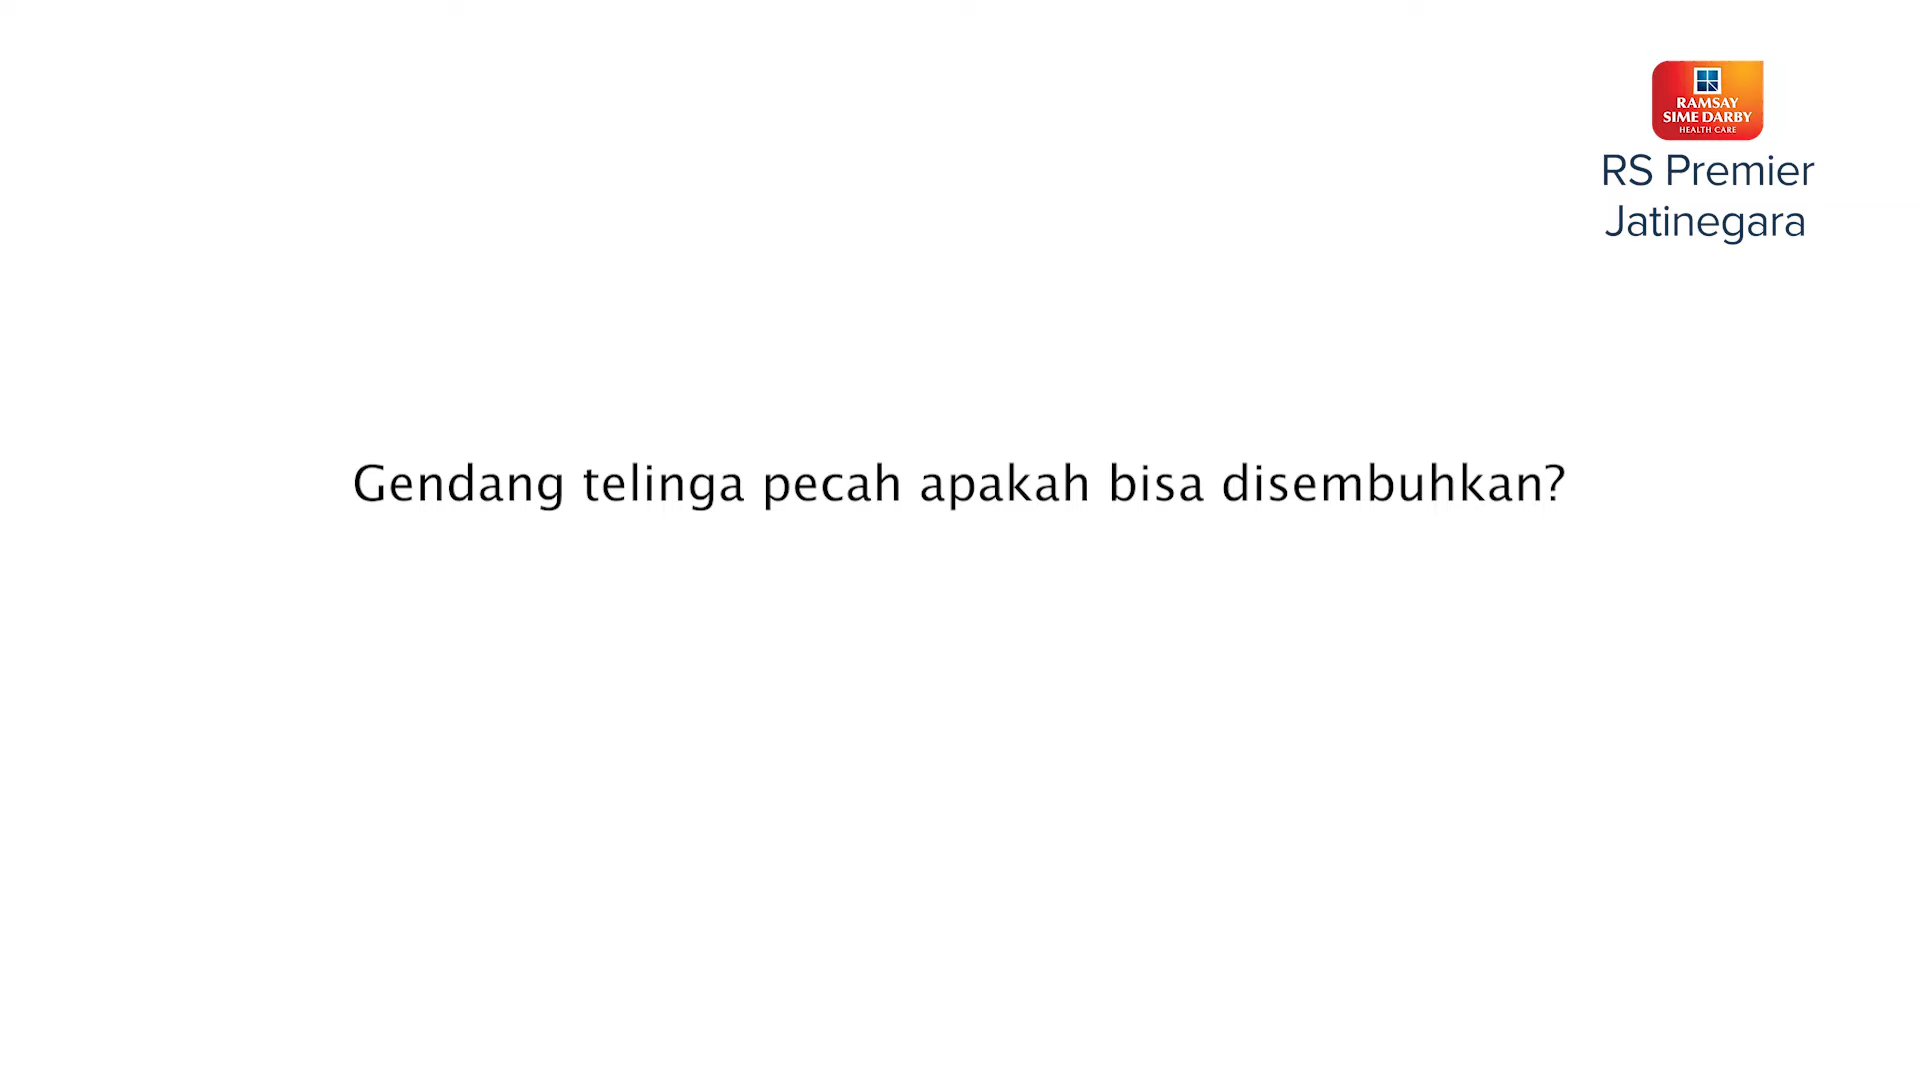 RAMSAY
SIME DARBY
HEALTH CARE
RS Premier
Jatinegara
Gendang telinga pecah apakah bisa disembuhkan?